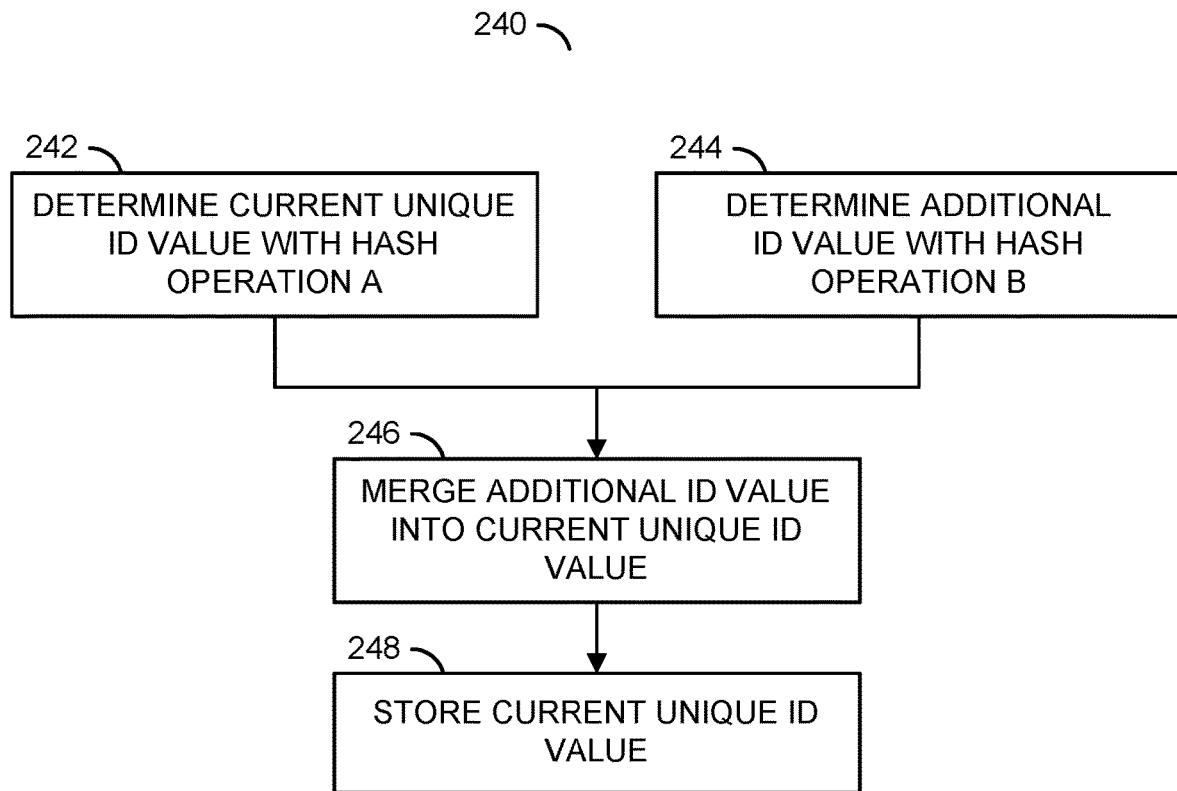 240
242
DETERMINE CURRENT UNIQUE
ID VALUE WITH HASH
OPERATION A
244
DETERMINE ADDITIONAL
ID VALUE WITH HASH
OPERATION B
246
MERGE ADDITIONAL ID VALUE
INTO CURRENT UNIQUE ID
VALUE
248
STORE CURRENT UNIQUE ID
VALUE